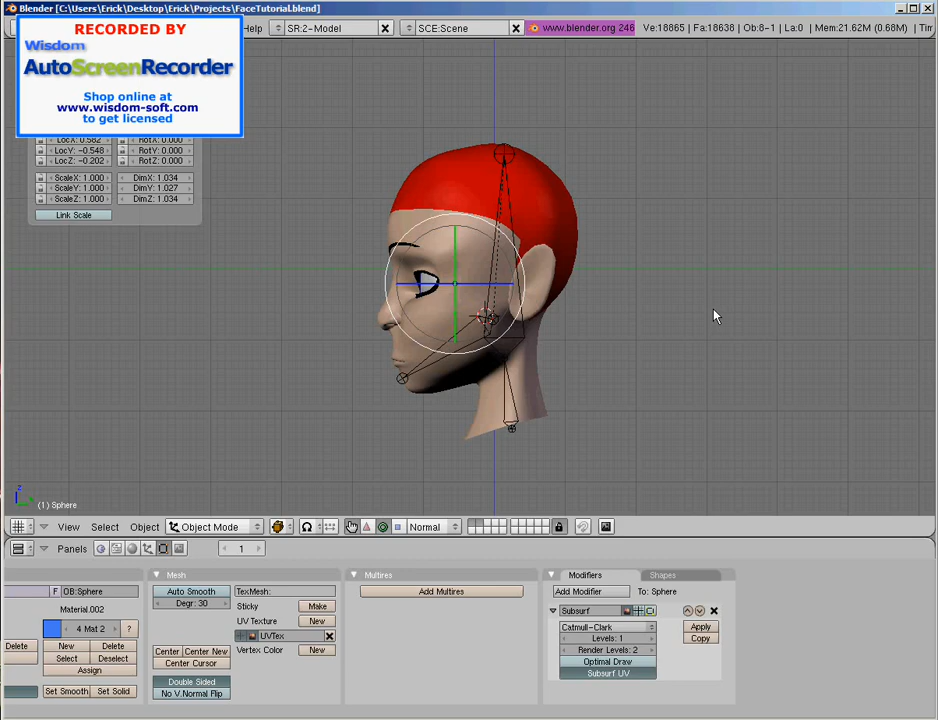 Blender [C:\Users\Erick\Desktop\Erick\Projects\FaceTutorial.blend]
Help SR:2-Model SCE:Scene www.blender.org 246 Ve:18865 | Fa:18638 | Ob:8-1 | La:0 | Mem:21.62M (0.68M) | Tim
RECORDED BY
Wisdom
AutoScreenRecorder
Shop online at
www.wisdom-soft.com
to get licensed
LocX: 0.582 RotX: 0.000
LocY: -0.548 RotY: 0.000
LocZ: -0.202 RotZ: 0.000
ScaleX: 1.000 DimX: 1.034
ScaleY: 1.000 DimY: 1.027
ScaleZ: 1.000 DimZ: 1.034
Link Scale
z
(1) Sphere
View Select Object Object Mode Normal
Panels 1
Mesh Multires Modifiers Shapes
F OB:Sphere Auto Smooth TexMesh: Add Multires Add Modifier To: Sphere
Degr: 30 Sticky Make
Material.002 UV Texture New Subsurf
4 Mat 2 ? UVTex Catmull-Clark Apply
Levels: 1 Copy
Delete New Delete Center Center New Vertex Color New Render Levels: 2
Select Deselect Center Cursor Optimal Draw
Assign Subsurf UV
Double Sided
Set Smooth Set Solid No V.Normal Flip